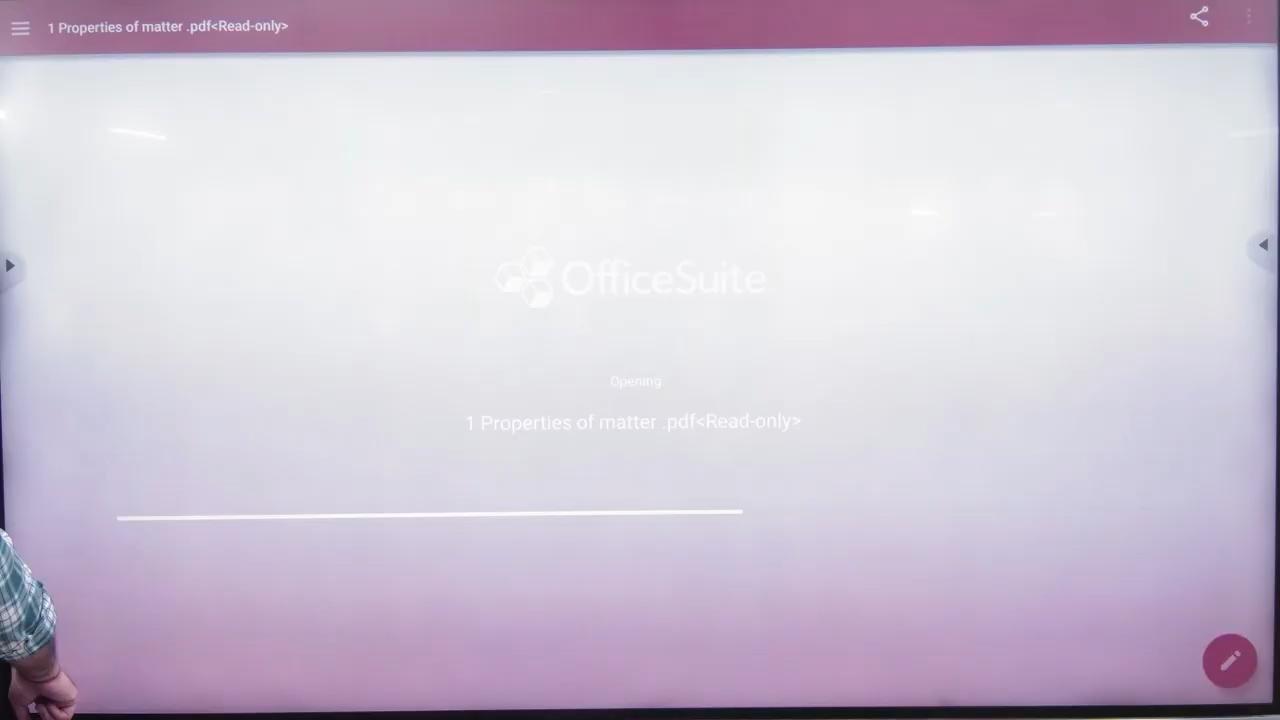 1 Properties of matter .pdf<Read-only>
OfficeSuite
Opening
1 Properties of matter .pdf<Read-only>